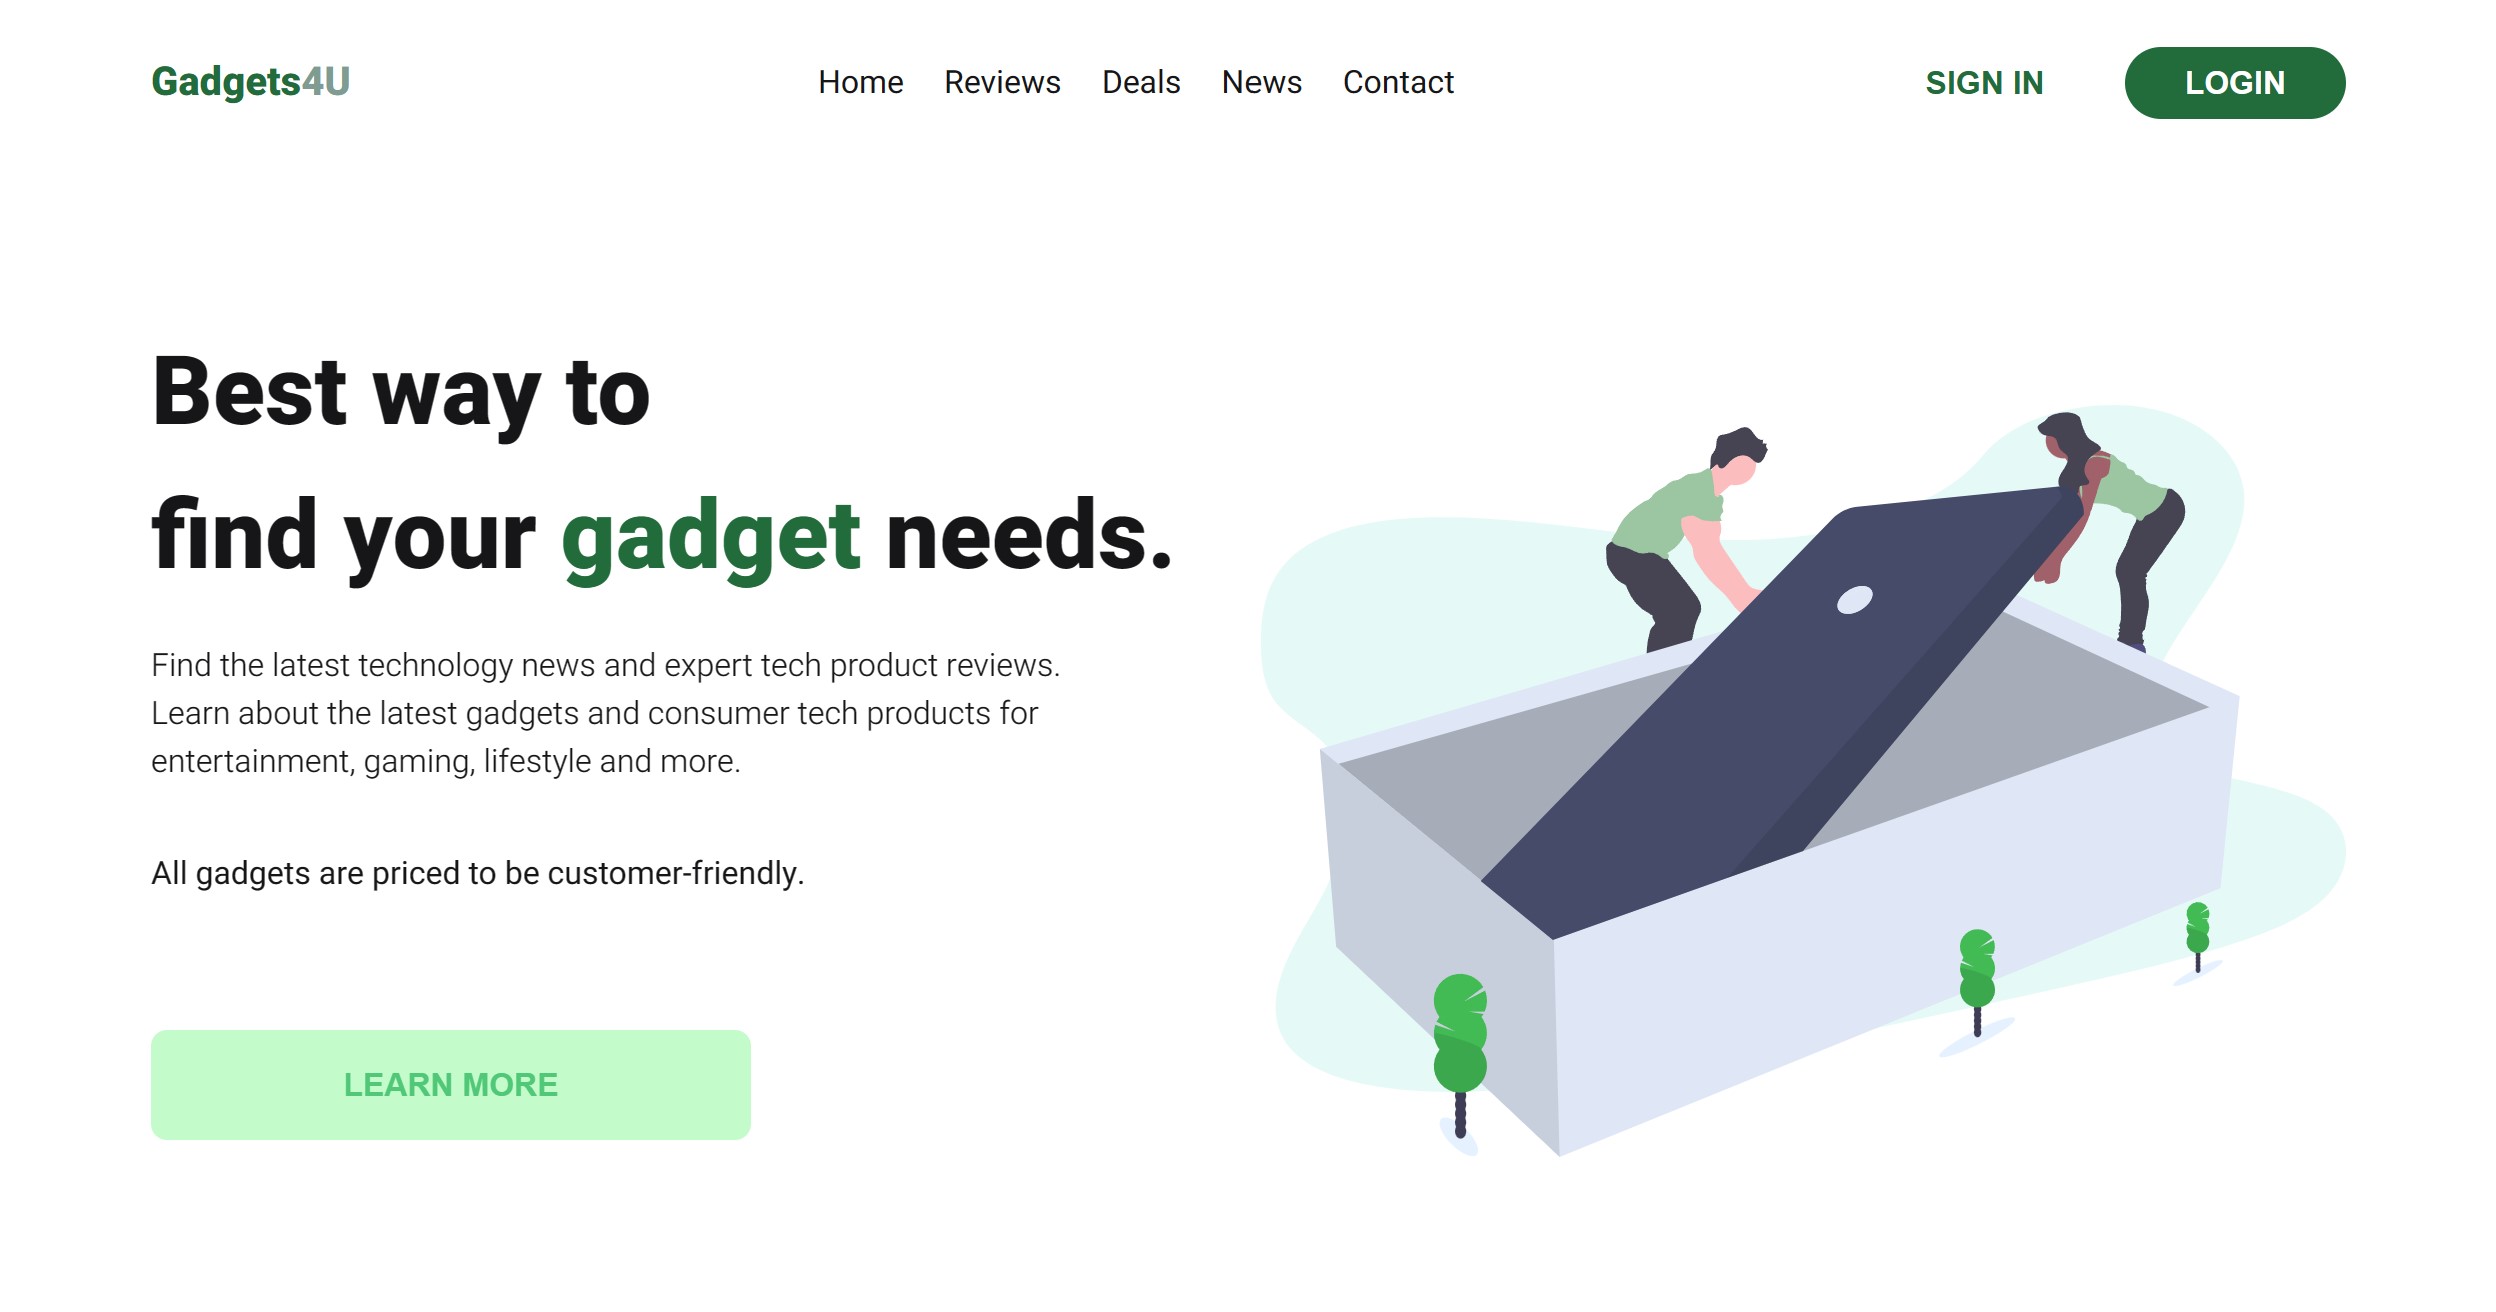 Gadgets4U
Home Reviews Deals News Contact
SIGN IN
LOGIN
Best way to
find your gadget needs.
Find the latest technology news and expert tech product reviews.
Learn about the latest gadgets and consumer tech products for
entertainment, gaming, lifestyle and more.
All gadgets are priced to be customer-friendly.
LEARN MORE